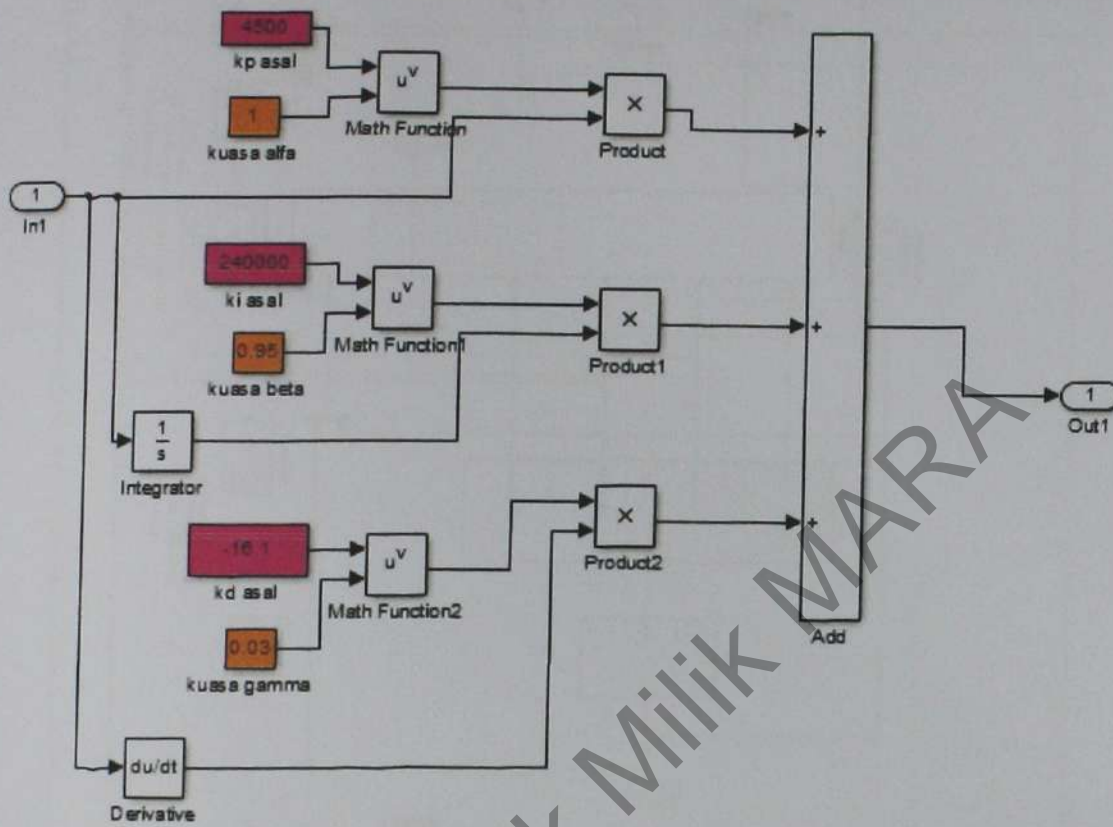 4500
kp asal
1
kuasa alfa
u^v
Math Function
×
Product
1
In1
240000
ki asal
0.95
kuasa beta
u^v
Math Function1
×
Product1
1
s
Integrator
-16.1
kd asal
0.03
kuasa gamma
u^v
Math Function2
×
Product2
du/dt
Derivative
+
+
+
Add
1
Out1
Milik MARA